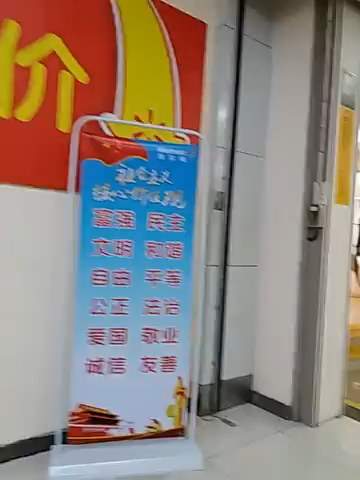 价
社会主义
核心价值观
富强 民主
文明 和谐
自由 平等
公正 法治
爱国 敬业
诚信 友善